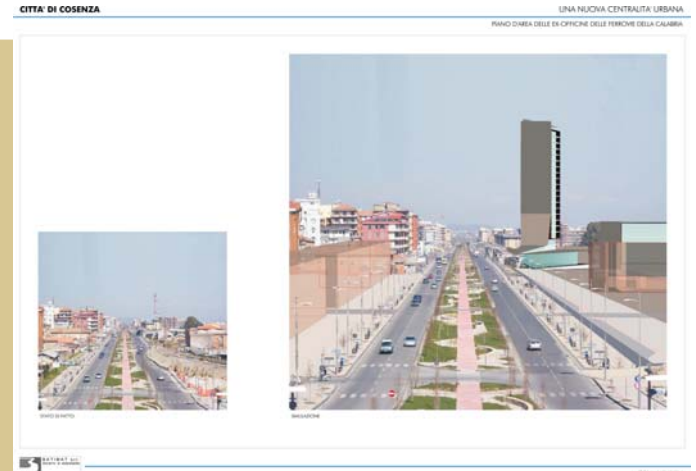 CITTA' DI COSENZA
UNA NUOVA CENTRALITA' URBANA
PIANO D'AREA DELLE EX-OFFICINE DELLE FERROVIE DELLA CALABRIA
STATO DI FATTO
SIMULAZIONE